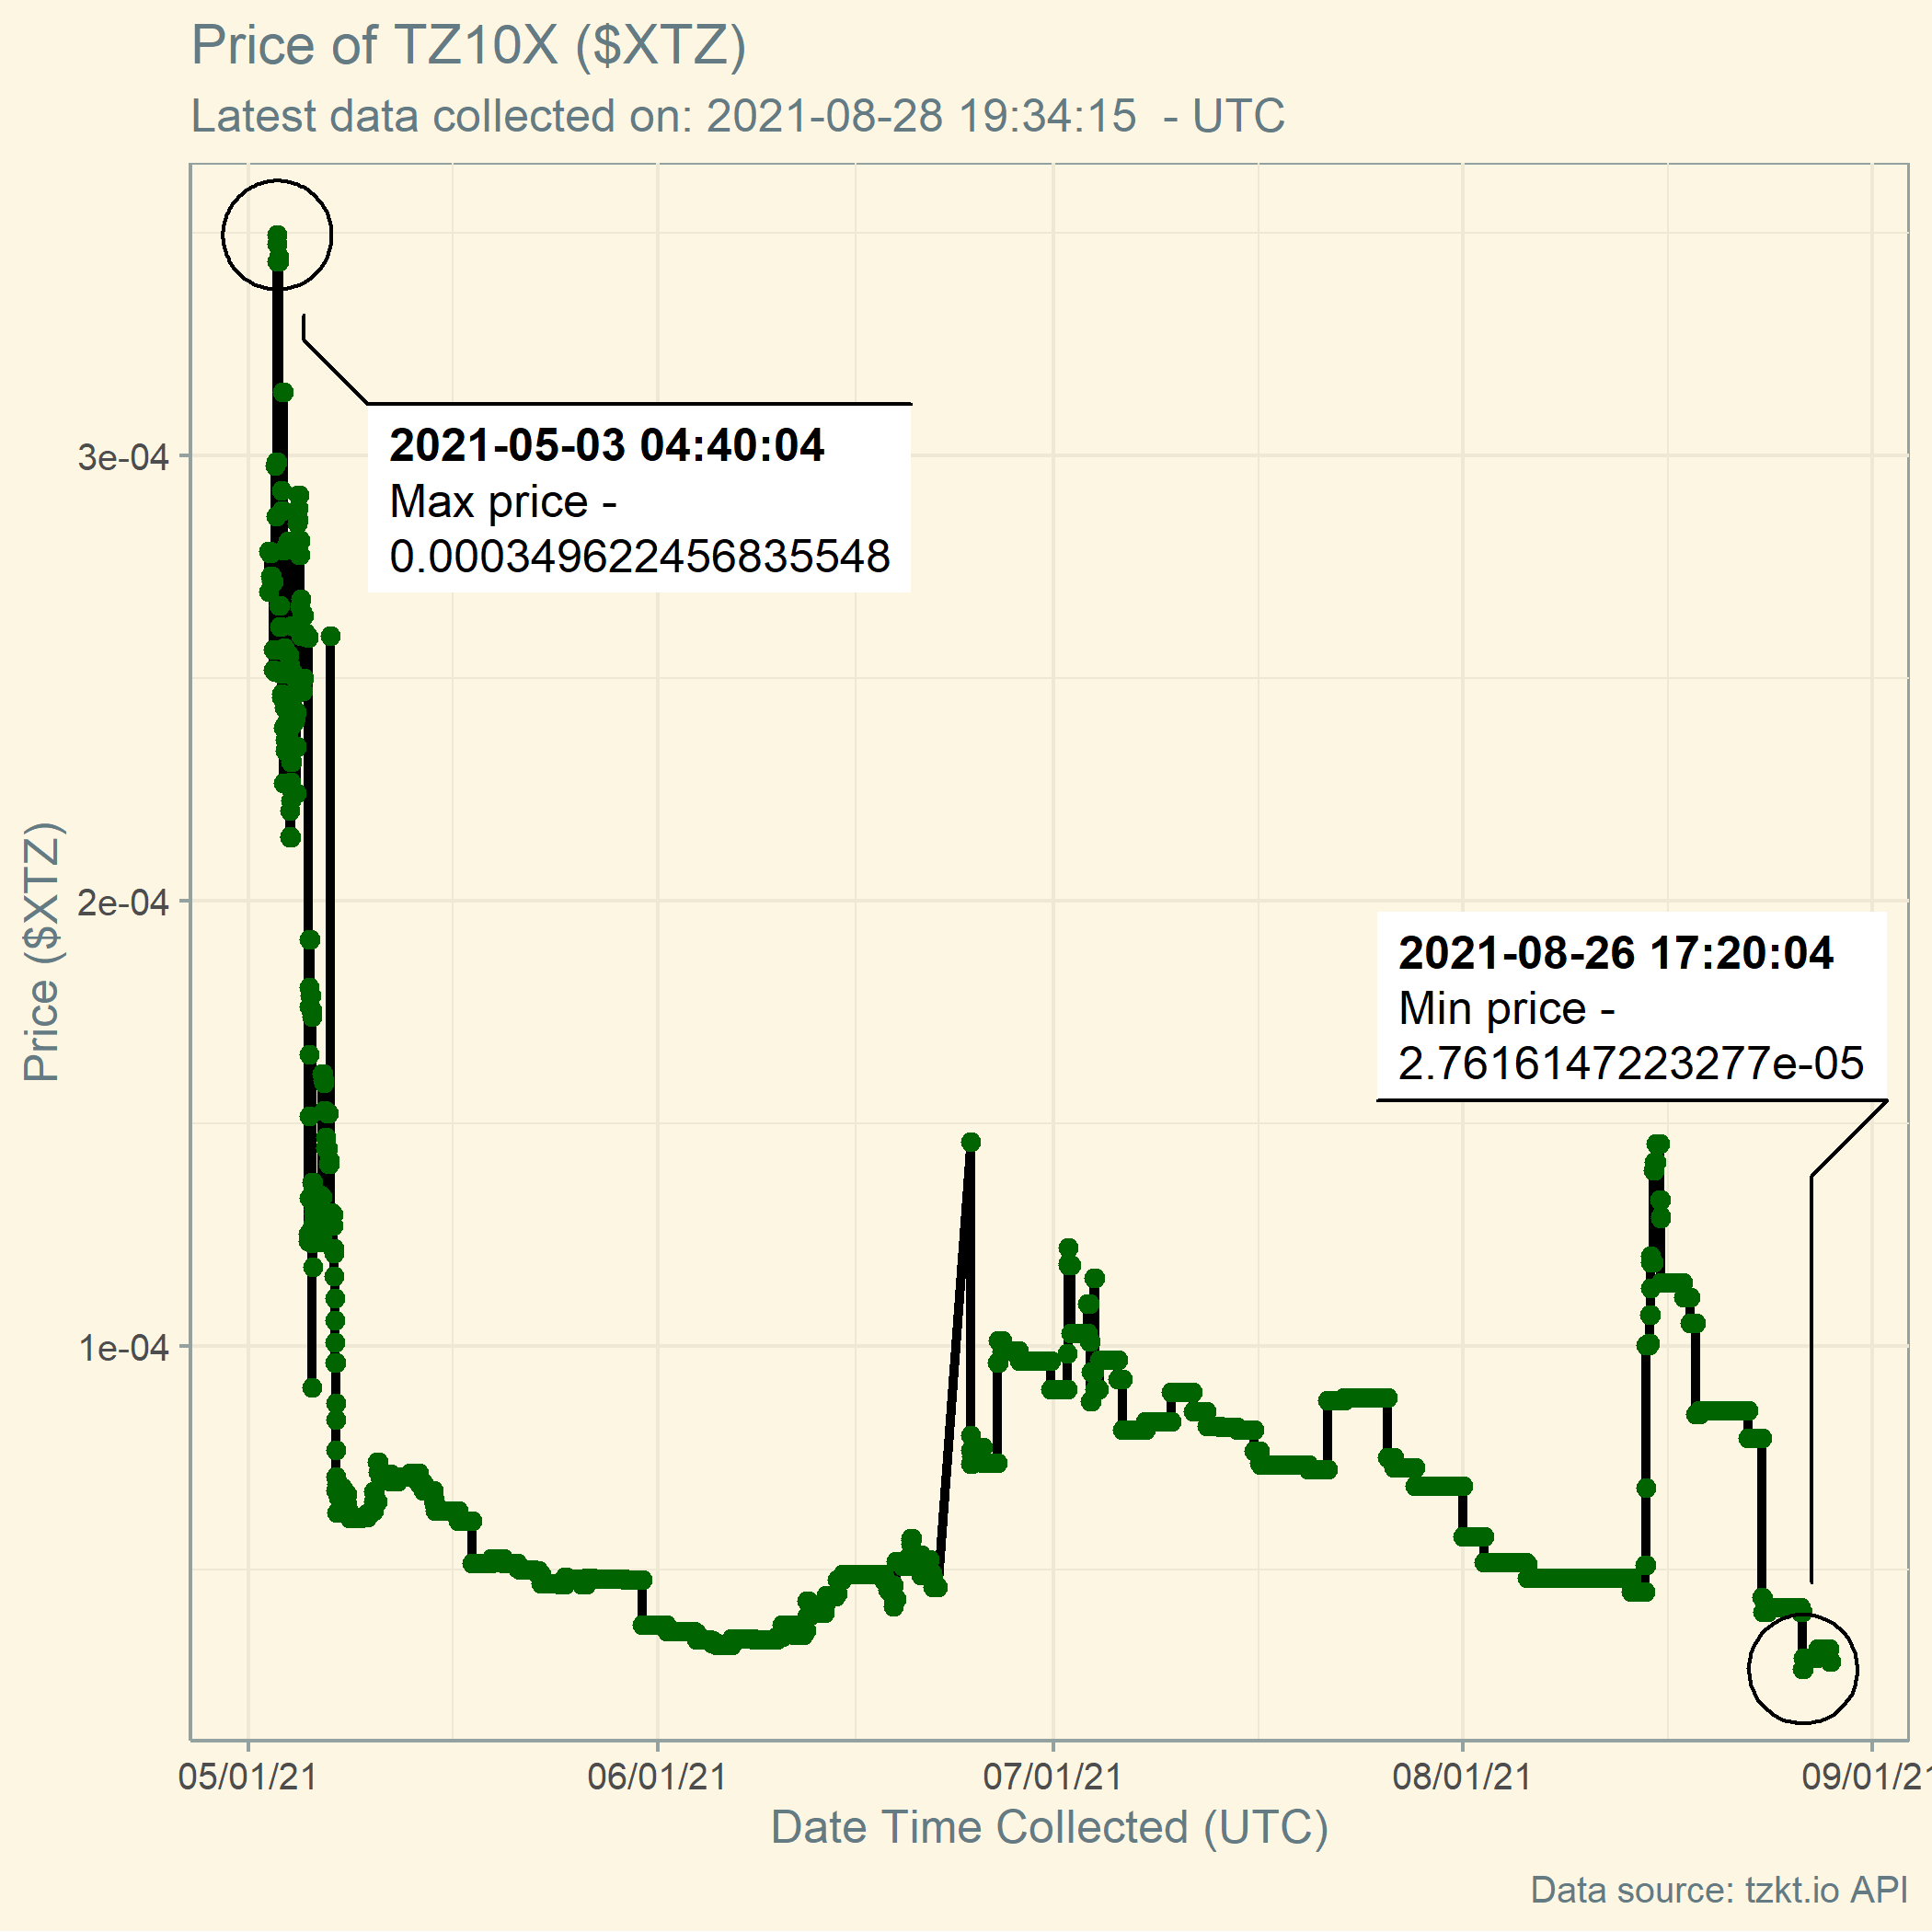 Price of TZ10X ($XTZ)
Latest data collected on: 2021-08-28 19:34:15  - UTC
2021-05-03 04:40:04
Max price -
0.000349622456835548
2021-08-26 17:20:04
Min price -
2.7616147223277e-05
Price ($XTZ)
3e-04
2e-04
1e-04
05/01/21
06/01/21
07/01/21
08/01/21
09/01/21
Date Time Collected (UTC)
Data source: tzkt.io API